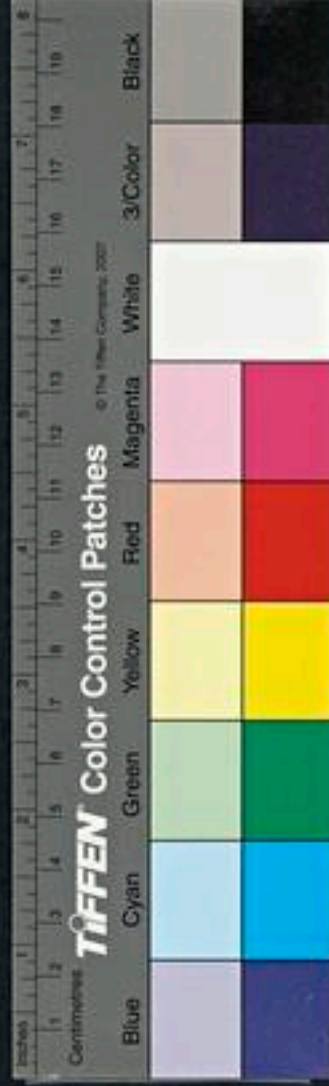 Inches 1 2 3 4 5 6 7 8
Centimetres 1 2 3 4 5 6 7 8 9 10 11 12 13 14 15 16 17 18 19
TIFFEN Color Control Patches © The Tiffen Company, 2007
Blue Cyan Green Yellow Red Magenta White 3/Color Black